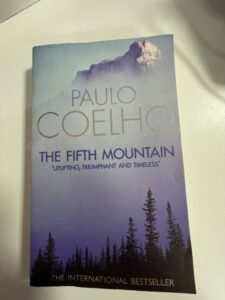 PAULO
COELHO
THE FIFTH MOUNTAIN
"UPLIFTING, TRIUMPHANT AND TIMELESS"
THE INTERNATIONAL BESTSELLER